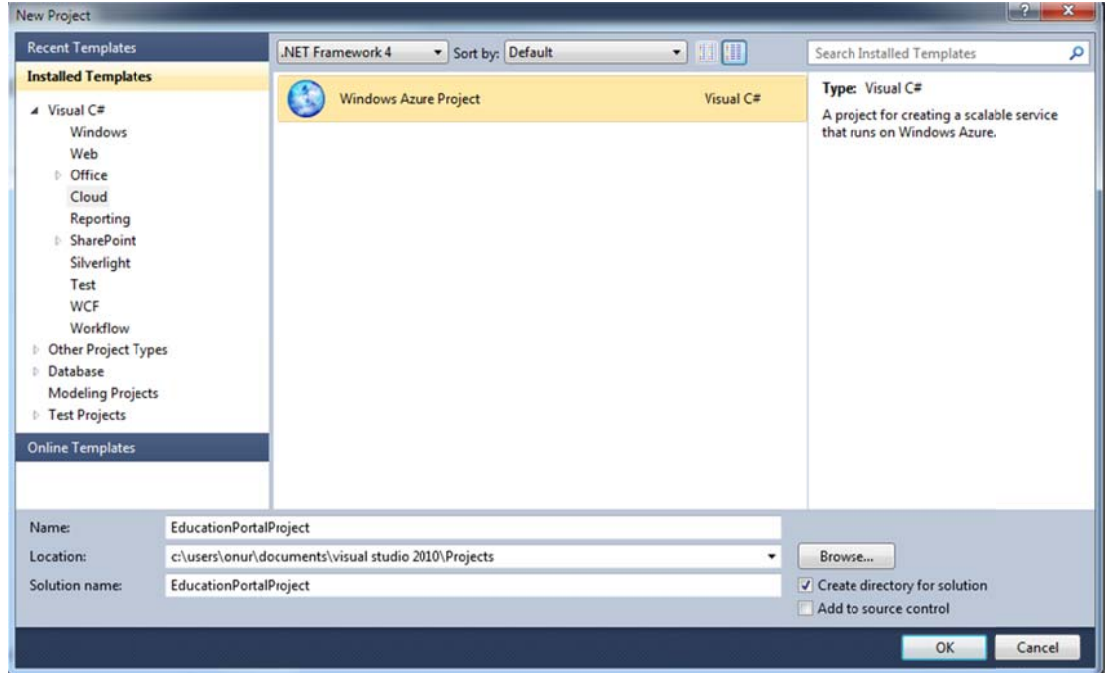 New Project
Recent Templates
Installed Templates
Visual C#
Windows
Web
Office
Cloud
Reporting
SharePoint
Silverlight
Test
WCF
Workflow
Other Project Types
Database
Modeling Projects
Test Projects
Online Templates
.NET Framework 4 Sort by: Default
Windows Azure Project Visual C#
Search Installed Templates
Type: Visual C#
A project for creating a scalable service
that runs on Windows Azure.
Name: EducationPortalProject
Location: c:\users\onur\documents\visual studio 2010\Projects Browse...
Solution name: EducationPortalProject
Create directory for solution
Add to source control
OK Cancel